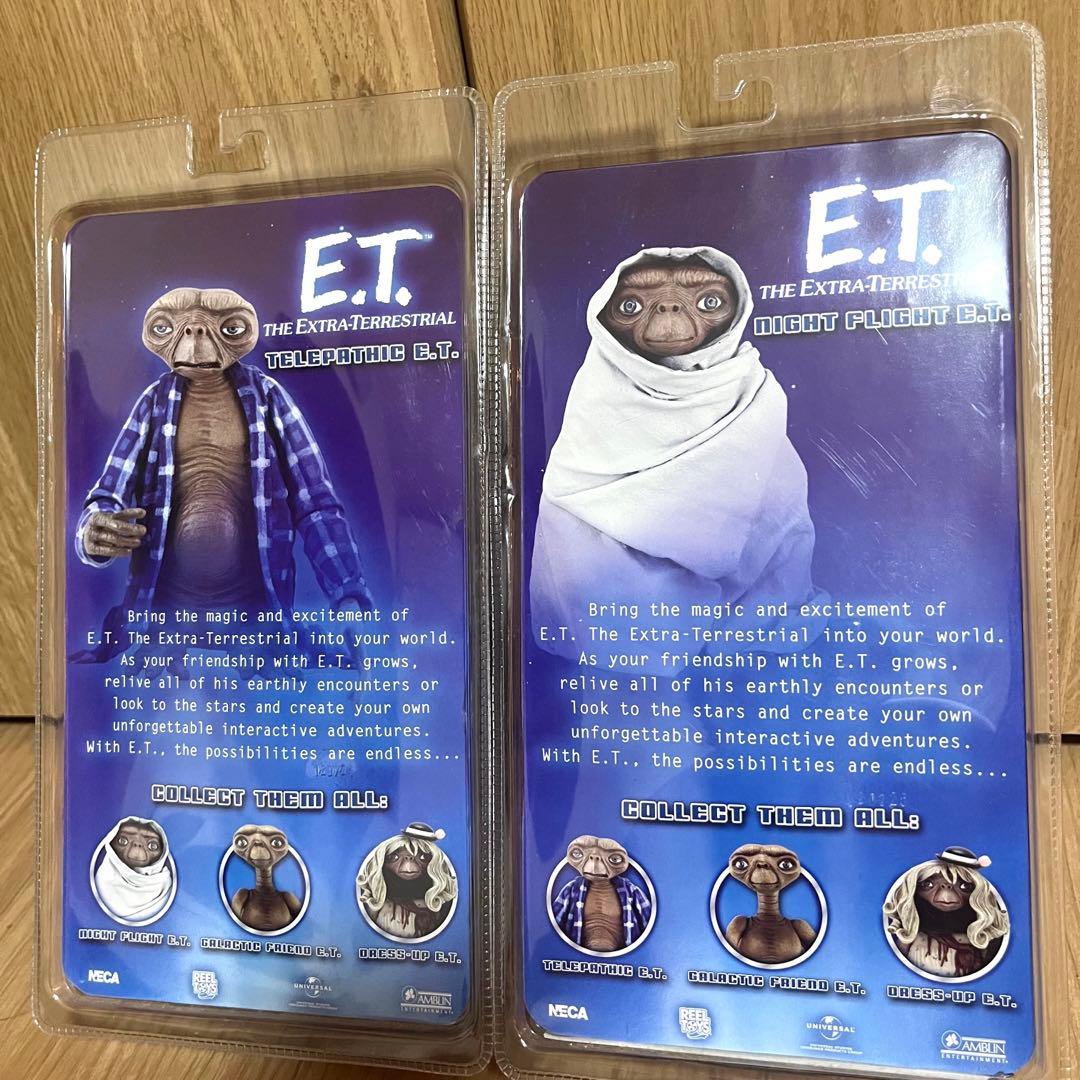 E.T.™
THE EXTRA-TERRESTRIAL
TELEPATHIC E.T.
Bring the magic and excitement of
E.T. The Extra-Terrestrial into your world.
As your friendship with E.T. grows,
relive all of his earthly encounters or
look to the stars and create your own
unforgettable interactive adventures.
With E.T., the possibilities are endless...
COLLECT THEM ALL:
NIGHT FLIGHT E.T.
GALACTIC FRIEND E.T.
DRESS-UP E.T.
NECA
REEL
TOYS
UNIVERSAL
AMBLIN
ENTERTAINMENT
E.T.
THE EXTRA-TERRESTRIAL
NIGHT FLIGHT E.T.
Bring the magic and excitement of
E.T. The Extra-Terrestrial into your world.
As your friendship with E.T. grows,
relive all of his earthly encounters or
look to the stars and create your own
unforgettable interactive adventures.
With E.T., the possibilities are endless...
COLLECT THEM ALL:
TELEPATHIC E.T.
GALACTIC FRIEND E.T.
DRESS-UP E.T.
NECA
REEL
TOYS
UNIVERSAL
AMBLIN
ENTERTAINMENT